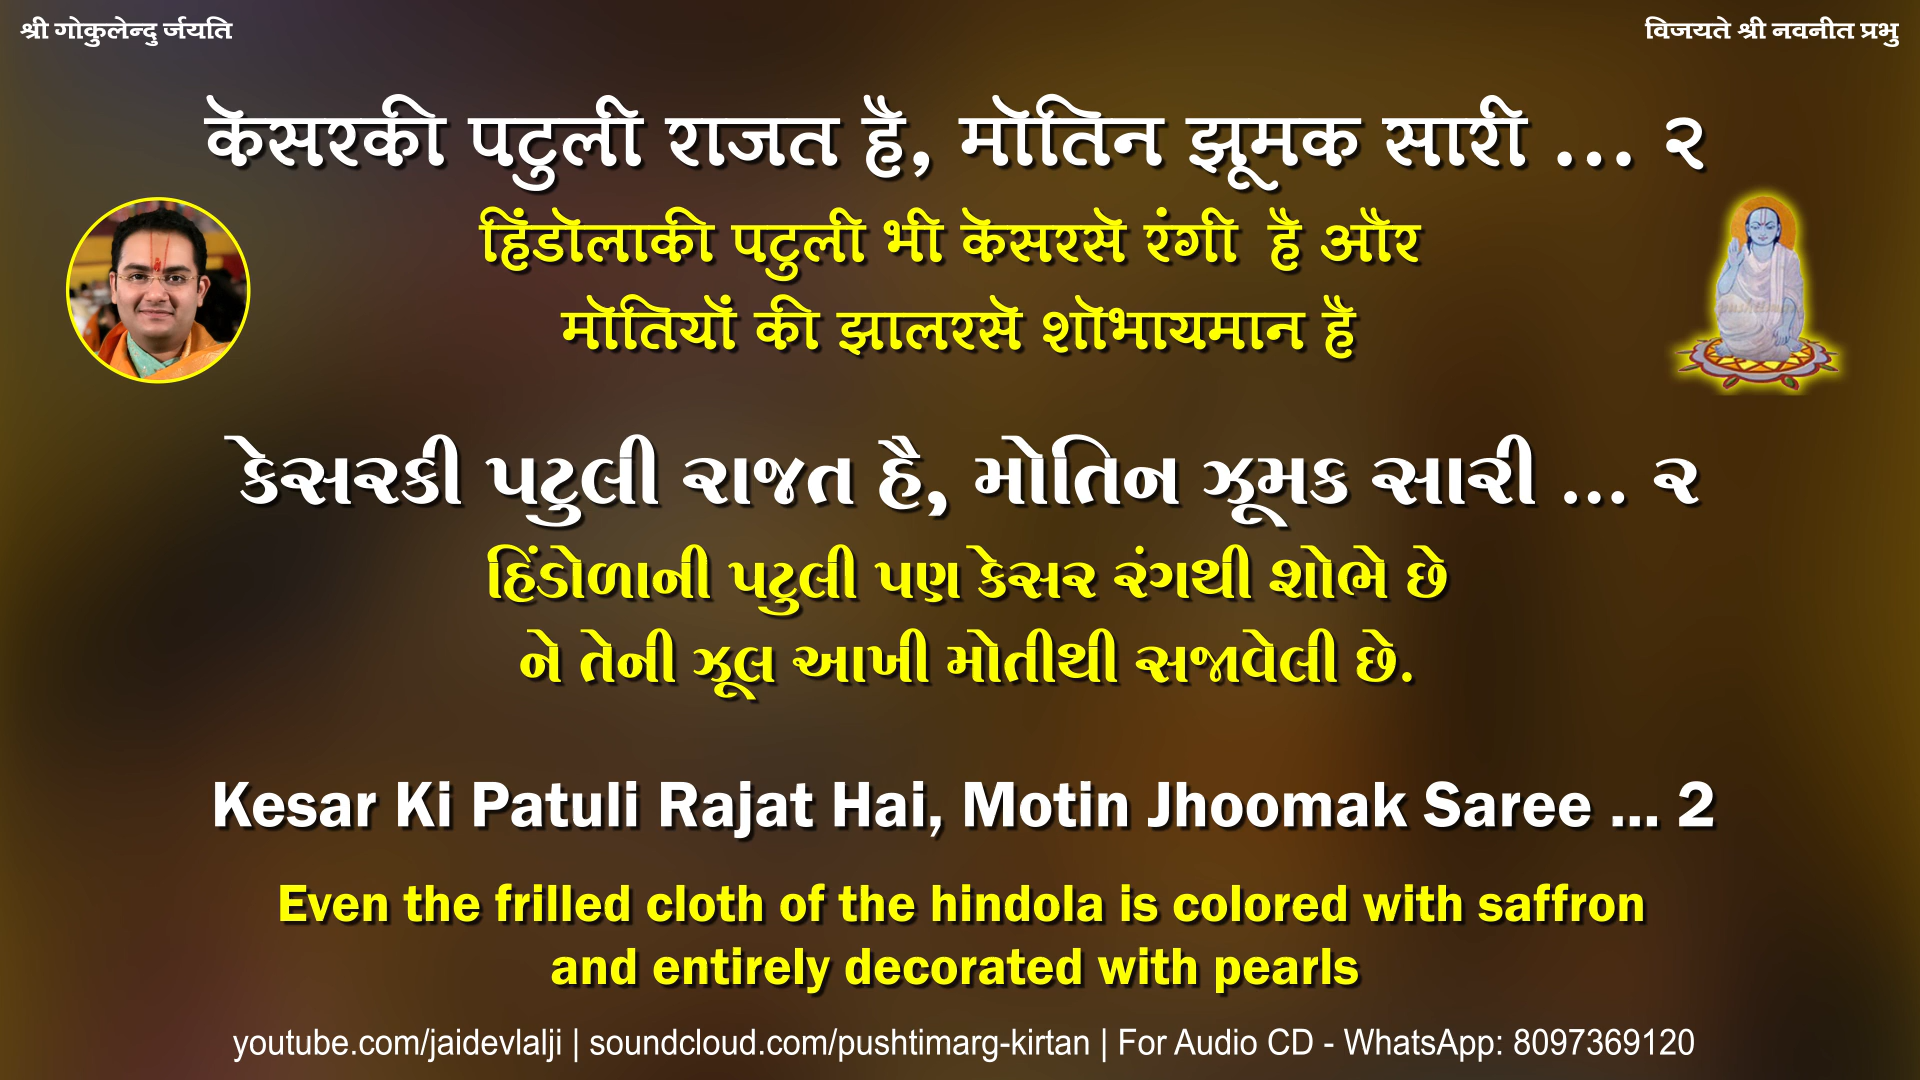 श्री गोकुलेन्दु र्जयति
विजयते श्री नवनीत प्रभु
केसरकी पटुली राजत है, मोतिन झूमक सारी ... २
हिंडोलाकी पटुली भी केसरसे रंगी है और
मोतियों की झालरसे शोभायमान है
કેસરકી પટુલી રાજત હૈ, મોતિન ઝૂમક સારી ... ૨
હિંડોળાની પટુલી પણ કેસર રંગથી શોભે છે
ને તેની ઝૂલ આખી મોતીથી સજાવેલી છે.
Kesar Ki Patuli Rajat Hai, Motin Jhoomak Saree ... 2
Even the frilled cloth of the hindola is colored with saffron
and entirely decorated with pearls
youtube.com/jaidevlalji | soundcloud.com/pushtimarg-kirtan | For Audio CD - WhatsApp: 8097369120